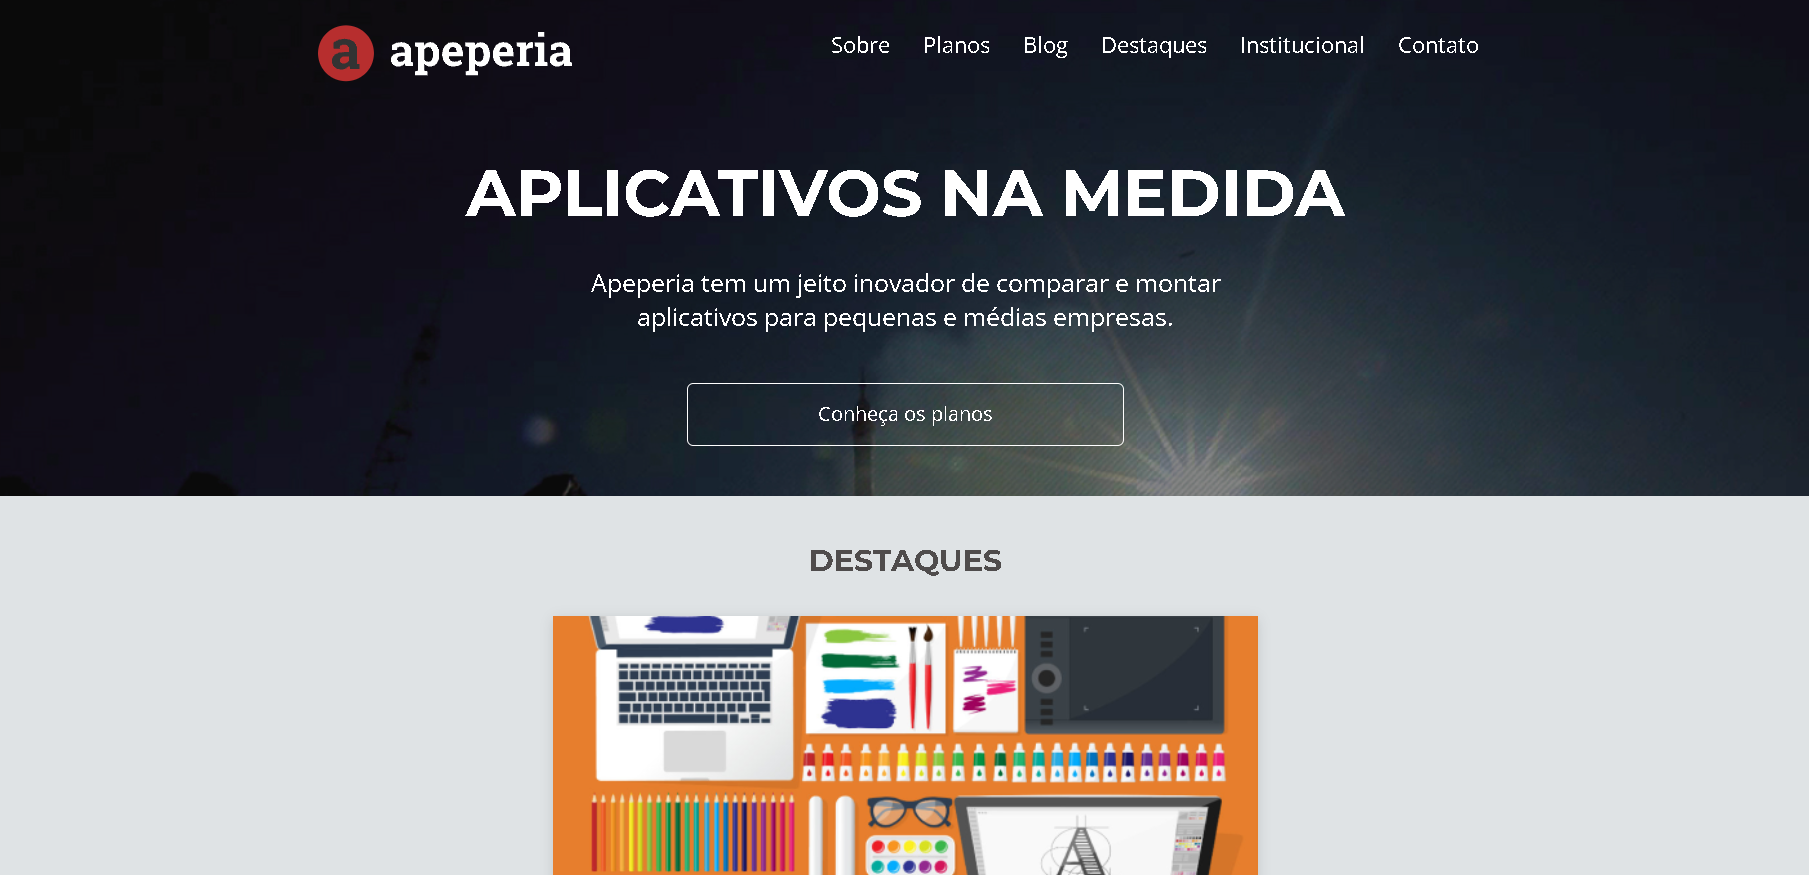 a apeperia
Sobre Planos Blog Destaques Institucional Contato
APLICATIVOS NA MEDIDA
Apeperia tem um jeito inovador de comparar e montar
aplicativos para pequenas e médias empresas.
Conheça os planos
DESTAQUES
A